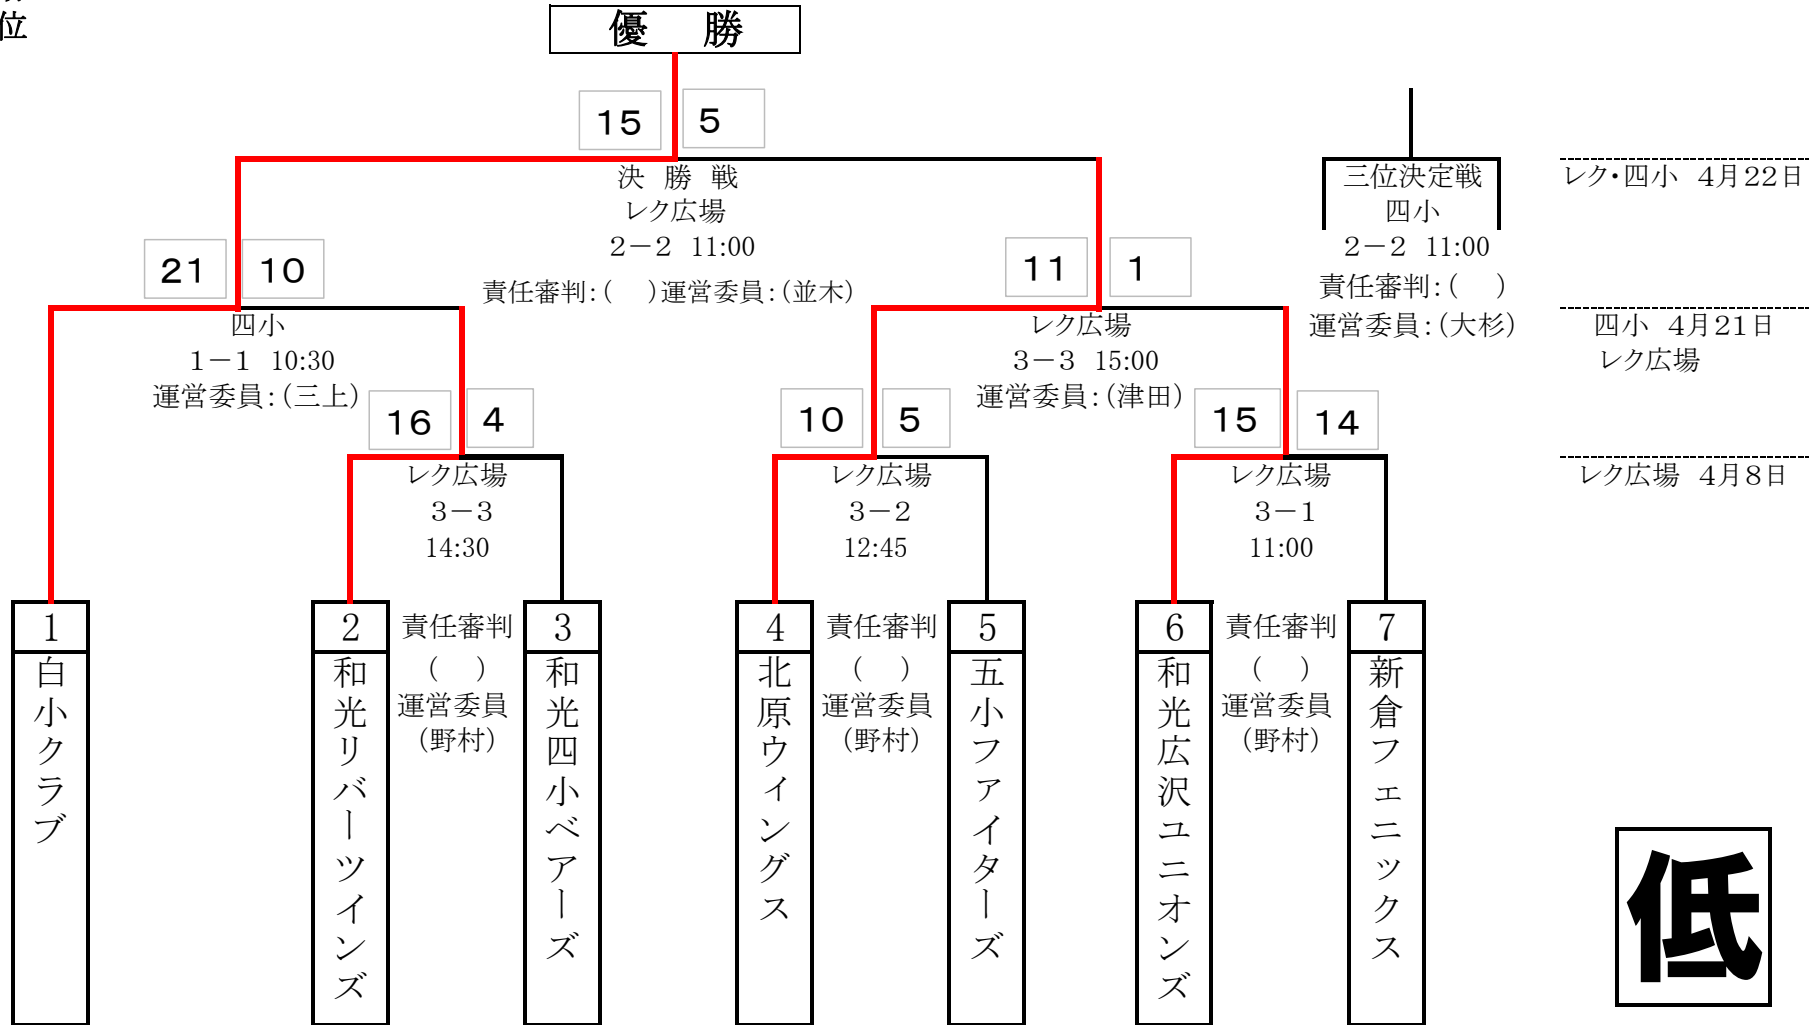 位
優 勝
15 5
決 勝 戦
レク広場
2－2 11:00
責任審判:( )運営委員:(並木)
三位決定戦
四小
2－2 11:00
責任審判:( )
運営委員:(大杉)
レク・四小 4月22日
21 10
四小
1－1 10:30
運営委員:(三上)
11 1
レク広場
3－3 15:00
運営委員:(津田)
四小 4月21日
レク広場
16 4
レク広場
3－3
14:30
10 5
レク広場
3－2
12:45
15 14
レク広場
3－1
11:00
レク広場 4月8日
1
白小クラブ
2
和光リバーツインズ
責任審判
( )
運営委員
(野村)
3
和光四小ベアーズ
4
北原ウイングス
責任審判
( )
運営委員
(野村)
5
五小ファイターズ
6
和光広沢ユニオンズ
責任審判
( )
運営委員
(野村)
7
新倉フェニックス
低